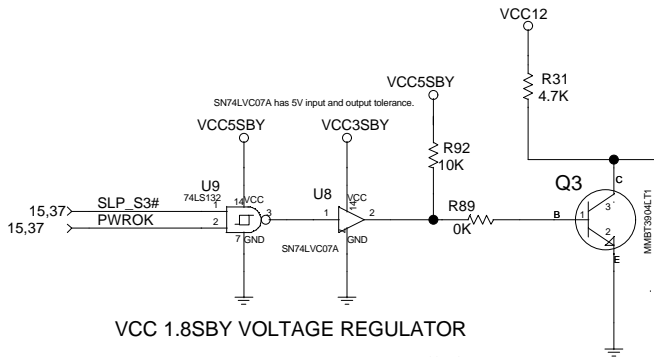 VCC12
R31
4.7K
SN74LVC07A has 5V input and output tolerance.
VCC5SBY
VCC5SBY
VCC3SBY
R92
10K
C
Q3
3
U9
74LS132
14
VCC
U8
VCC
14
SLP_S3#
1
3
1
2
R89
0K
B
1
2
MMBT3904LT1
15,37
PWROK
2
15,37
7
GND
GND
SN74LVC07A
E
VCC 1.8SBY VOLTAGE REGULATOR